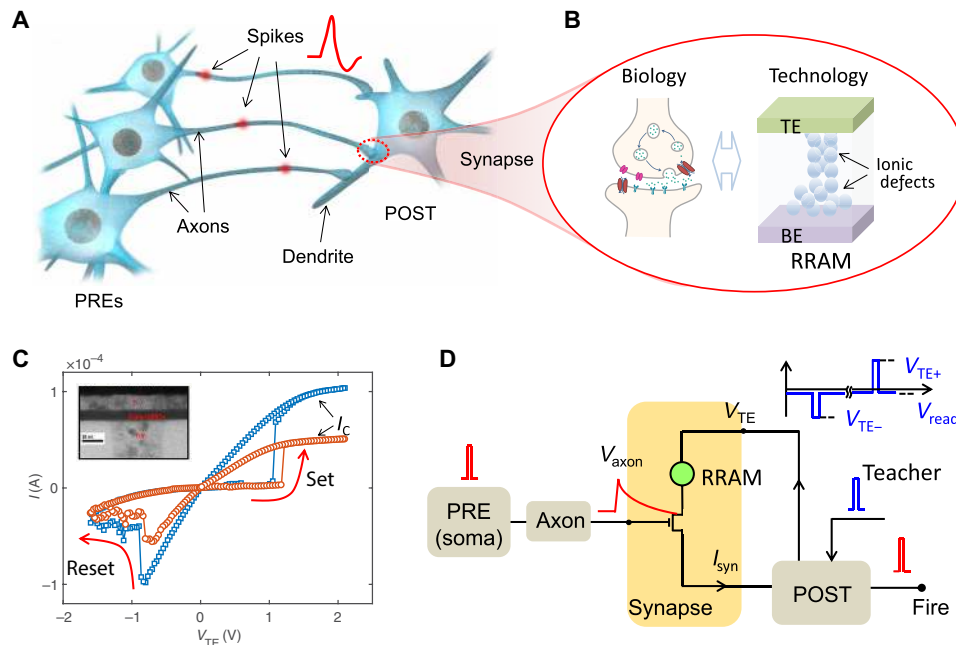 A
Spikes
Axons
Dendrite
PREs
POST
Synapse
B
Biology
Technology
TE
Ionic
defects
BE
RRAM
C
×10⁻⁴
1
0
−1
I (A)
I_C
Set
Reset
−2
−1
0
1
2
V_TE (V)
D
V_TE+
V_TE−
V_read
V_TE
V_axon
RRAM
Teacher
PRE
(soma)
Axon
I_syn
Synapse
POST
Fire